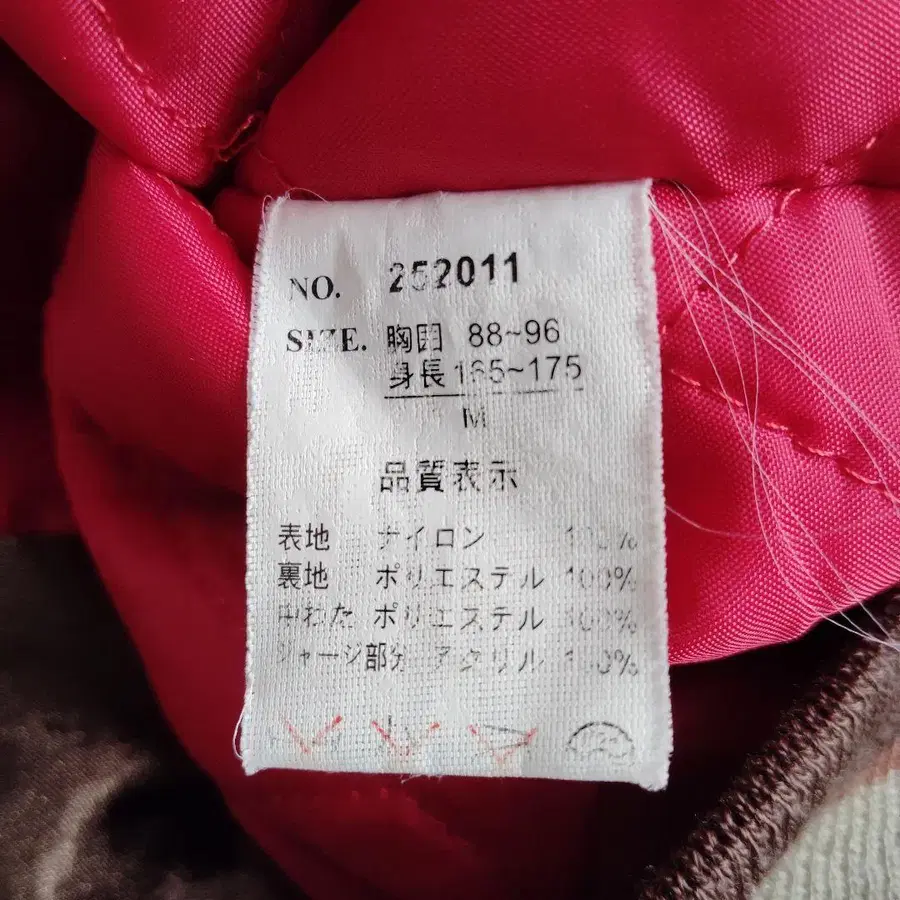 NO. 252011
SIZE. 胸囲 88~96
身長 165~175
M
品質表示
表地 ナイロン 100%
裏地 ポリエステル 100%
中わた ポリエステル 100%
ジャージ部分 アクリル 100%